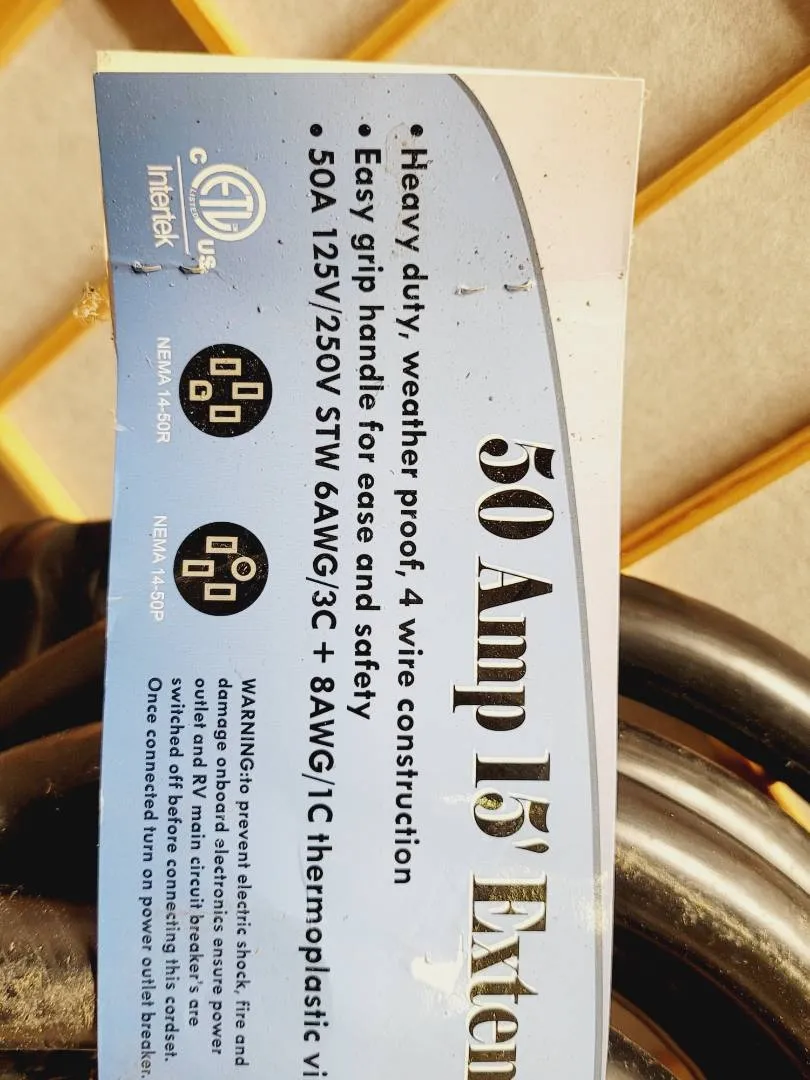 50 Amp 15' Exten
• Heavy duty, weather proof, 4 wire construction
• Easy grip handle for ease and safety
• 50A 125V/250V STW 6AWG/3C + 8AWG/1C thermoplastic vi
C ETL US
LISTED
Intertek
NEMA 14-50R
G
NEMA 14-50P
WARNING:to prevent electric shock, fire and
damage onboard electronics ensure power
outlet and RV main circuit breaker's are
switched off before connecting this cordset.
Once connected turn on power outlet breaker.